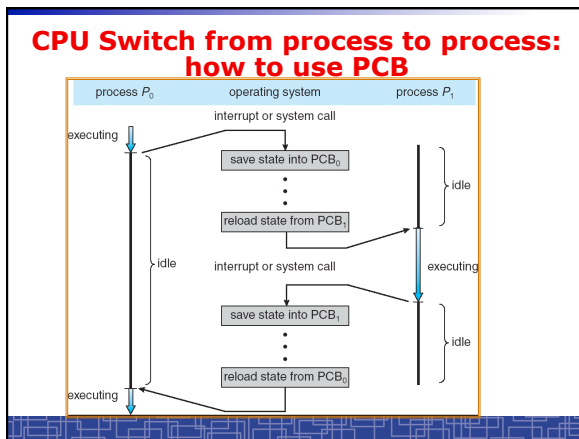 CPU Switch from process to process:
how to use PCB
process P0 operating system process P1
interrupt or system call
executing
save state into PCB0
idle
reload state from PCB1
idle
interrupt or system call
executing
save state into PCB1
idle
reload state from PCB0
executing